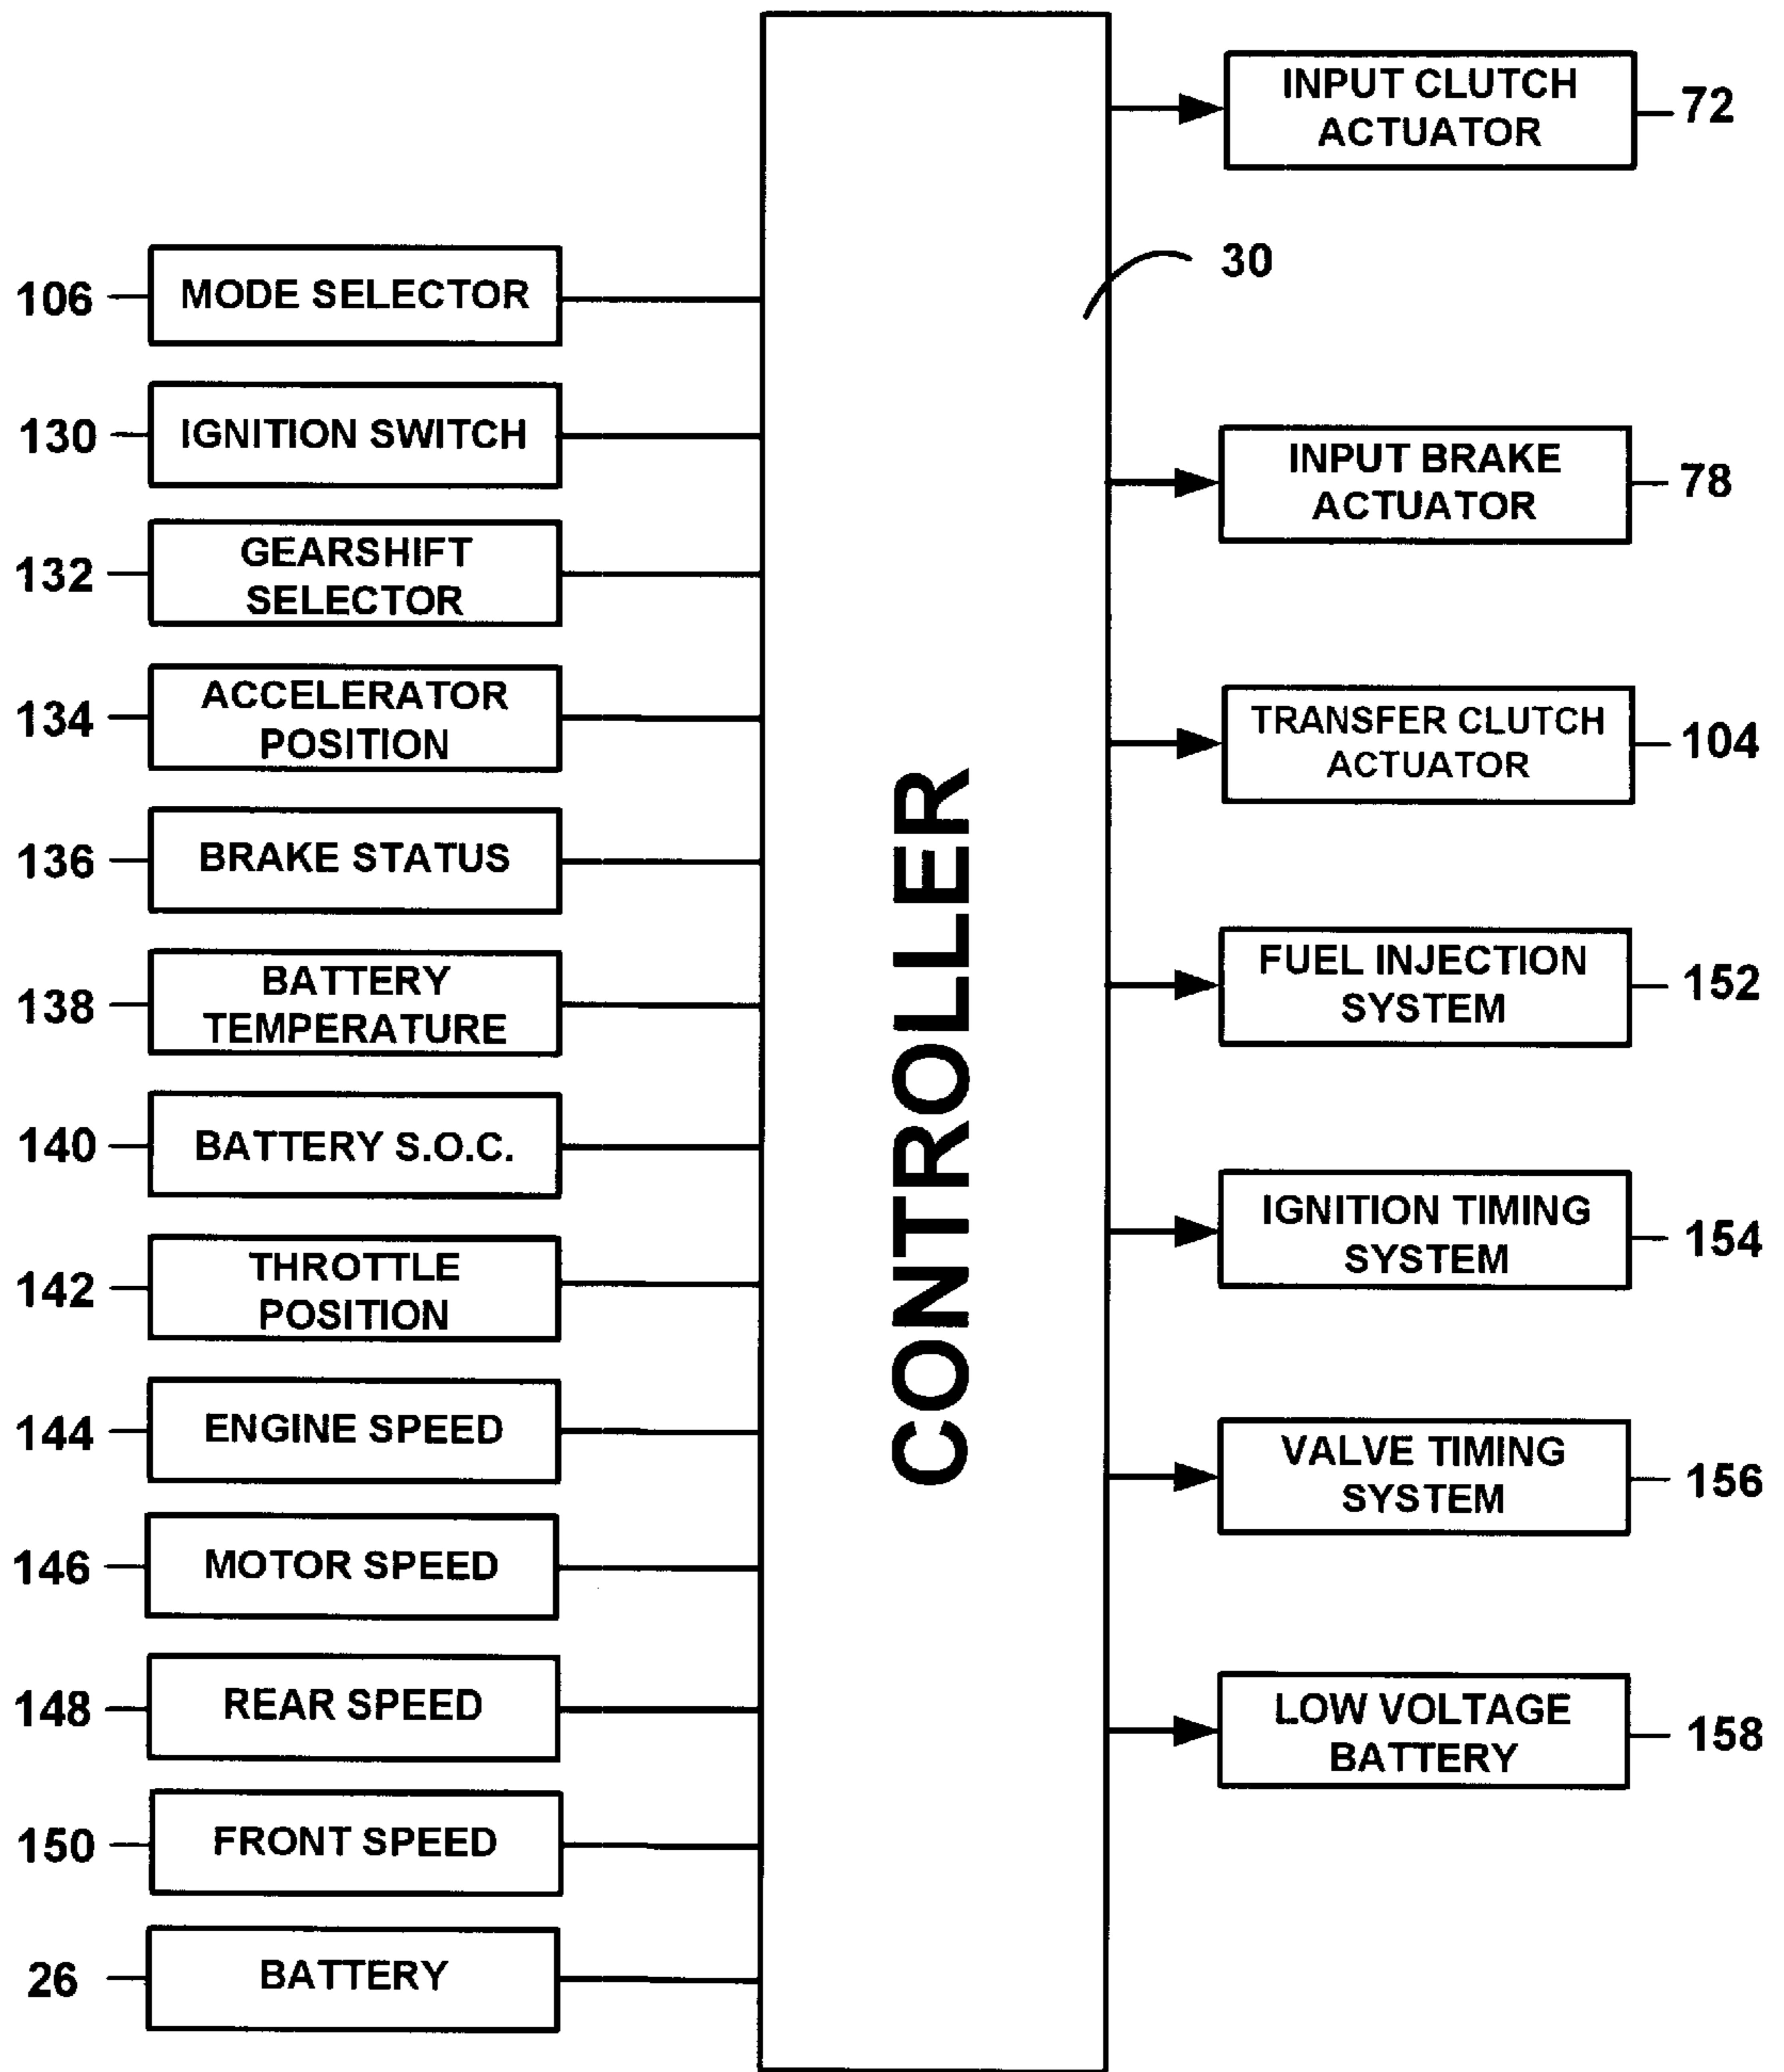 106
MODE SELECTOR
130
IGNITION SWITCH
132
GEARSHIFT
SELECTOR
134
ACCELERATOR
POSITION
136
BRAKE STATUS
138
BATTERY
TEMPERATURE
140
BATTERY S.O.C.
142
THROTTLE
POSITION
144
ENGINE SPEED
146
MOTOR SPEED
148
REAR SPEED
150
FRONT SPEED
26
BATTERY
CONTROLLER
30
INPUT CLUTCH
ACTUATOR
72
INPUT BRAKE
ACTUATOR
78
TRANSFER CLUTCH
ACTUATOR
104
FUEL INJECTION
SYSTEM
152
IGNITION TIMING
SYSTEM
154
VALVE TIMING
SYSTEM
156
LOW VOLTAGE
BATTERY
158